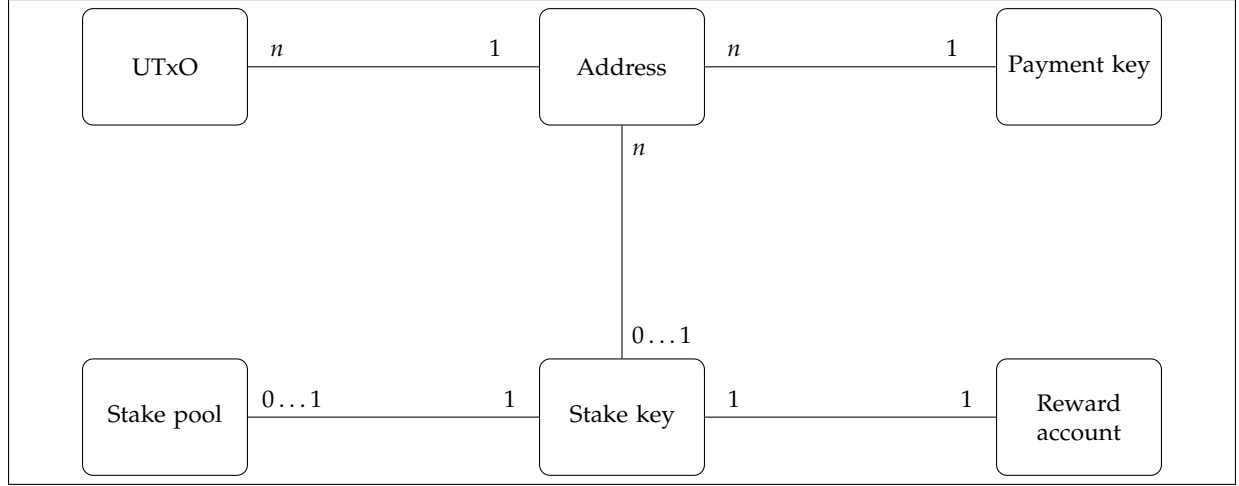 UTxO
n
1
Address
n
1
Payment key
n
0…1
Stake pool
0…1
1
Stake key
1
1
Reward
account